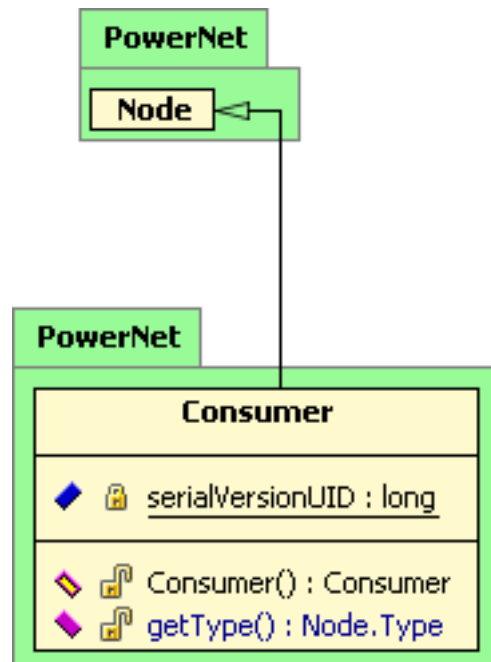 PowerNet
Node
PowerNet
Consumer
serialVersionUID : long
Consumer() : Consumer
getType() : Node.Type